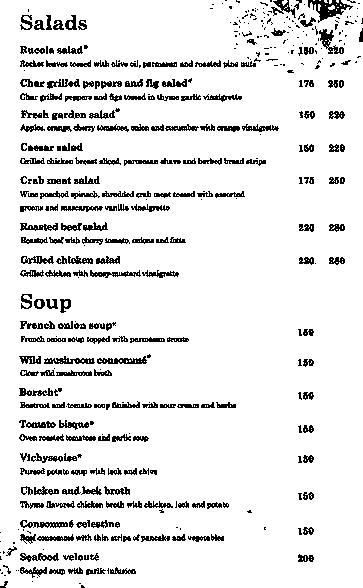 Salads
Rucola salad* 150 220
Rocket leaves tossed with olive oil, parmesan and roasted pine nuts
Char grilled peppers and fig salad* 175 250
Char grilled peppers and figs tossed in thyme garlic vinaigrette
Fresh garden salad* 150 220
Apples, orange, cherry tomatoes, onion and cucumber with orange vinaigrette
Caesar salad 150 220
Grilled chicken breast sliced, parmesan shave and herbed bread strips
Crab meat salad 175 250
Wine poached spinach, shredded crab meat tossed with assorted
greens and mascarpone vanilla vinaigrette
Roasted beef salad 220 280
Roasted beef with cherry tomato, onions and fetta
Grilled chicken salad 220 280
Grilled chicken with honey-mustard vinaigrette
Soup
French onion soup* 150
French onion soup topped with parmesan croute
Wild mushroom consommé* 150
Clear wild mushroom broth
Borscht* 150
Beetroot and tomato soup finished with sour cream and herbs
Tomato bisque* 150
Oven roasted tomatoes and garlic soup
Vichyssoise* 150
Pureed potato soup with leek and chive
Chicken and leek broth 150
Thyme flavored chicken broth with chicken, leek and potato
Consommé celestine 150
Beef consommé with thin strips of pancake and vegetables
Seafood velouté 200
Seafood soup with garlic infusion